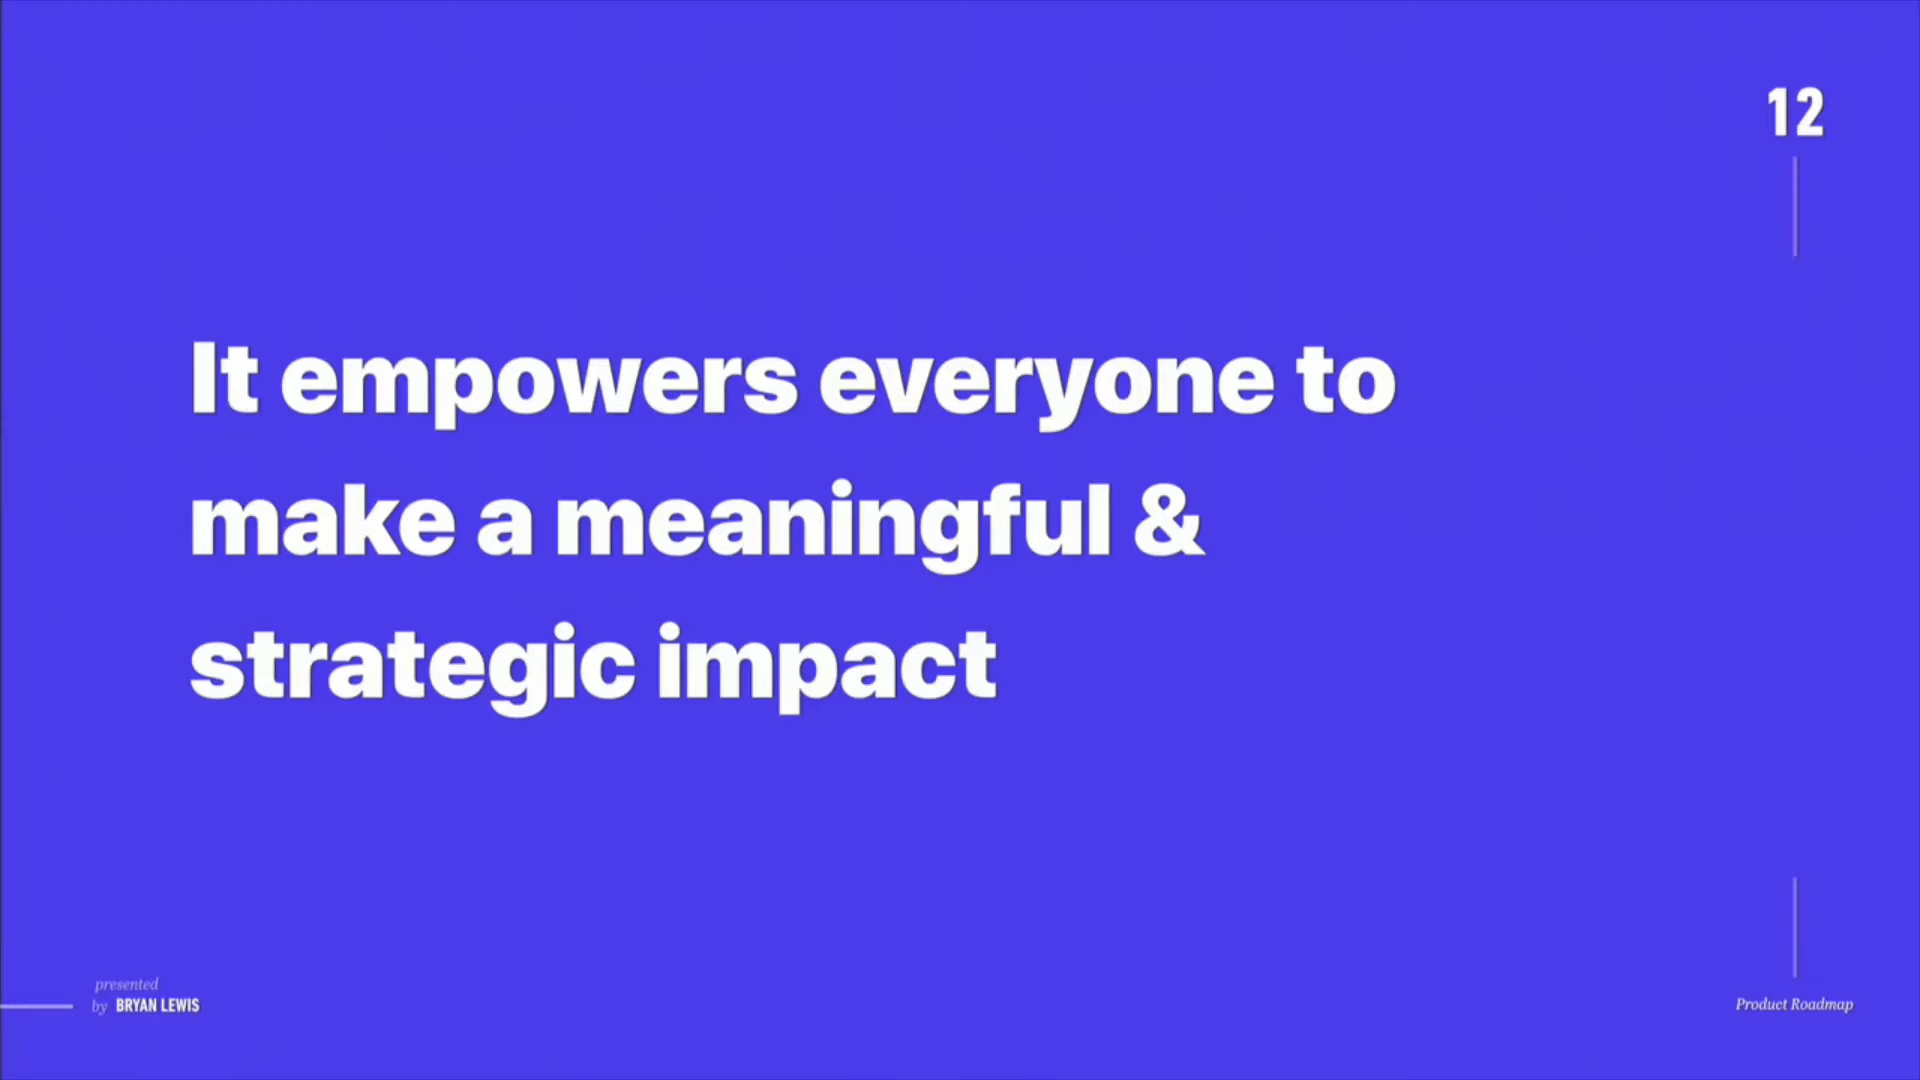 12
It empowers everyone to
make a meaningful &
strategic impact
presented
by BRYAN LEWIS
Product Roadmap